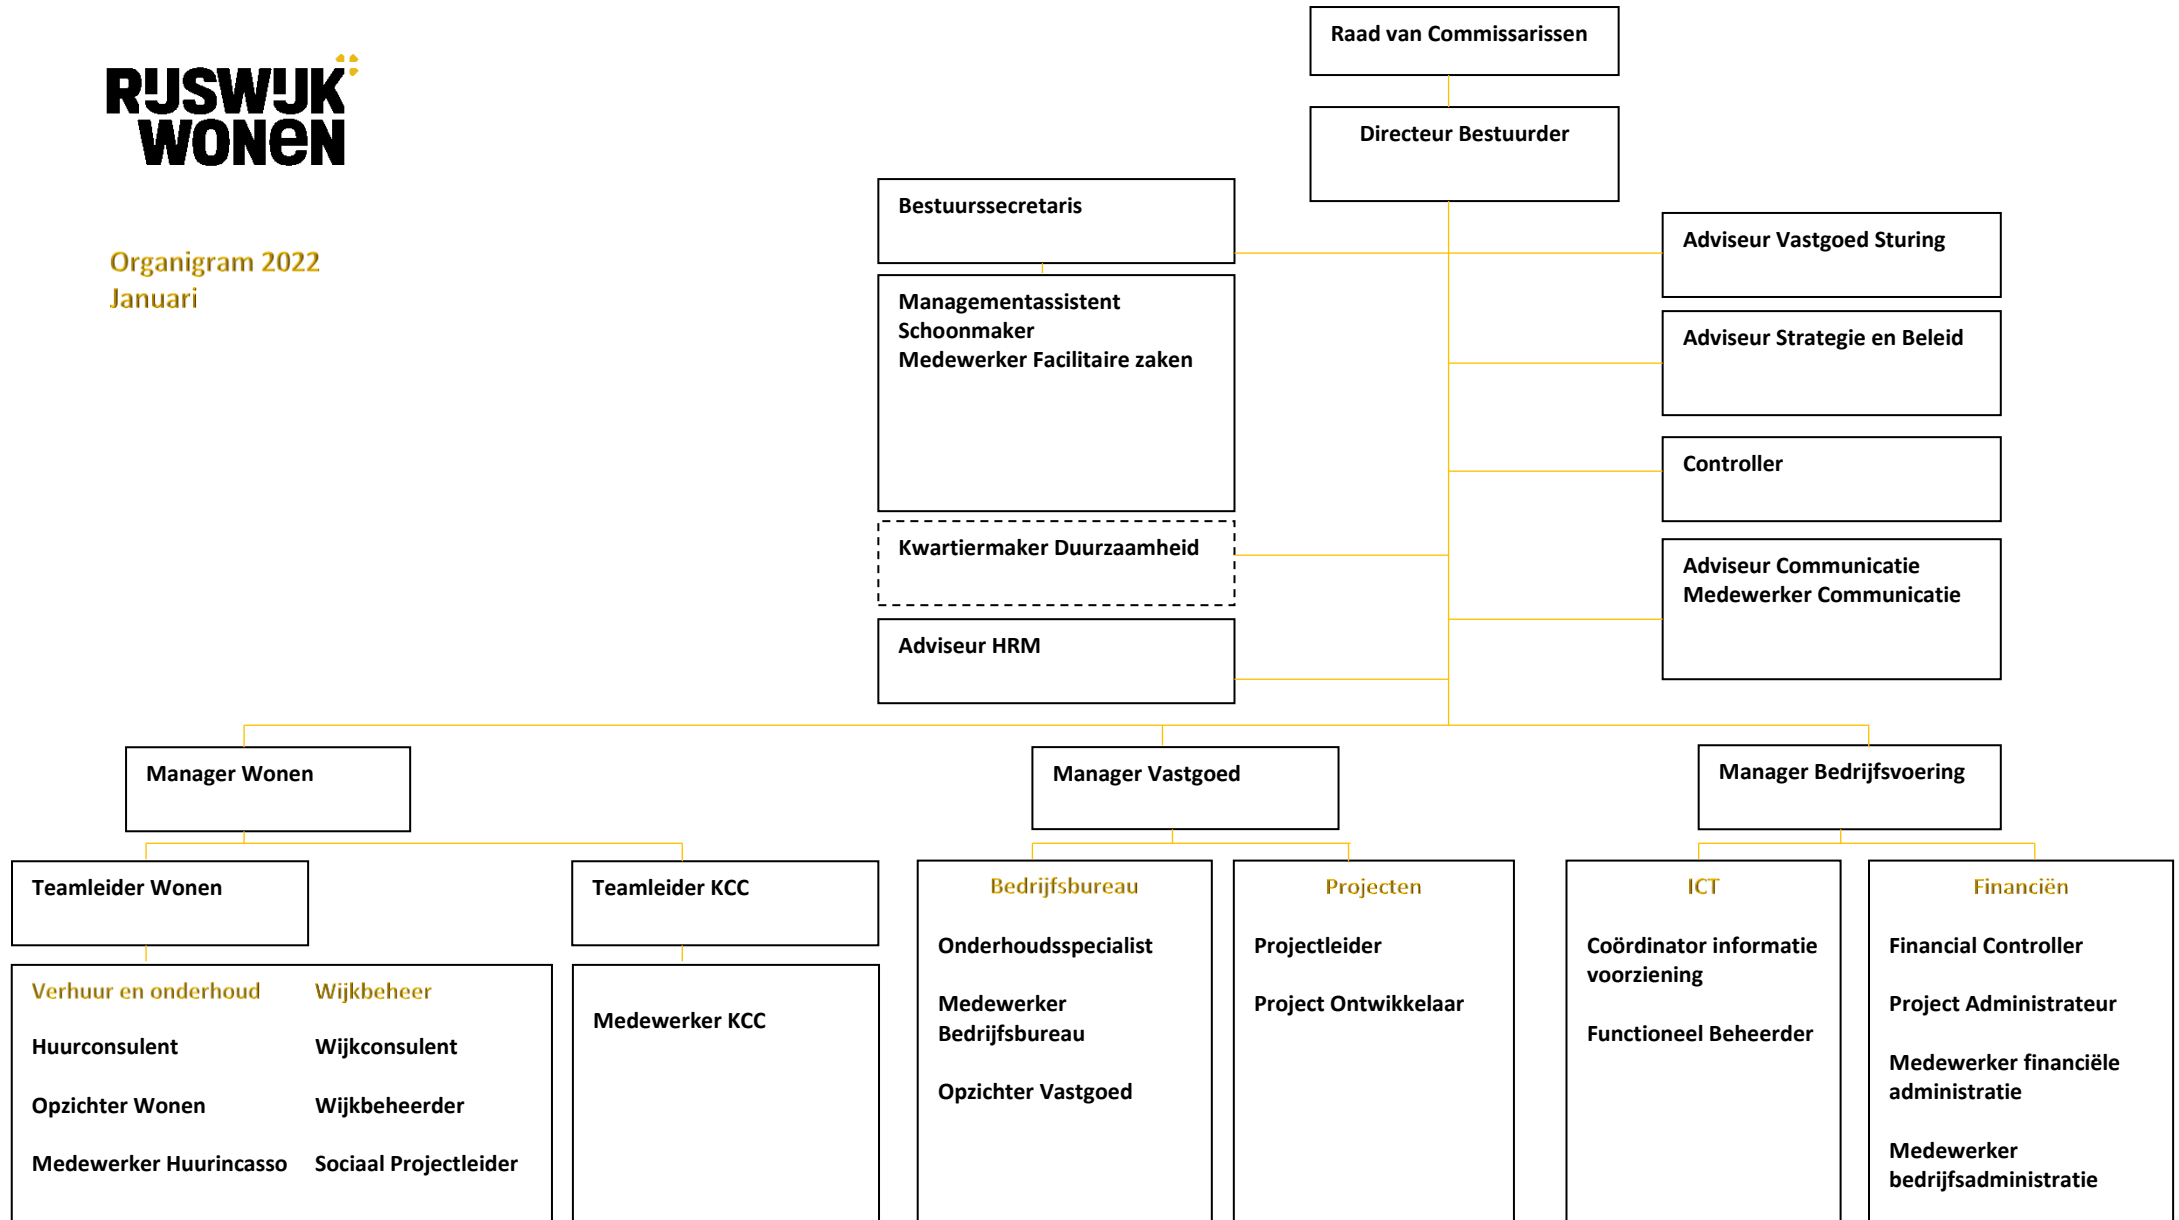 Raad van Commissarissen
RIJSWIJK
WONEN
Directeur Bestuurder
Bestuurssecretaris
Adviseur Vastgoed Sturing
Organigram 2022
Januari
Managementassistent
Schoonmaker
Medewerker Facilitaire zaken
Adviseur Strategie en Beleid
Controller
Kwartiermaker Duurzaamheid
Adviseur Communicatie
Medewerker Communicatie
Adviseur HRM
Manager Wonen
Manager Vastgoed
Manager Bedrijfsvoering
Teamleider Wonen
Verhuur en onderhoud
Huurconsulent
Opzichter Wonen
Medewerker Huurincasso
Wijkbeheer
Wijkconsulent
Wijkbeheerder
Sociaal Projectleider
Teamleider KCC
Medewerker KCC
Bedrijfsbureau
Onderhoudsspecialist
Medewerker
Bedrijfsbureau
Opzichter Vastgoed
Projecten
Projectleider
Project Ontwikkelaar
ICT
Coördinator informatie
voorziening
Functioneel Beheerder
Financiën
Financial Controller
Project Administrateur
Medewerker financiële
administratie
Medewerker
bedrijfsadministratie